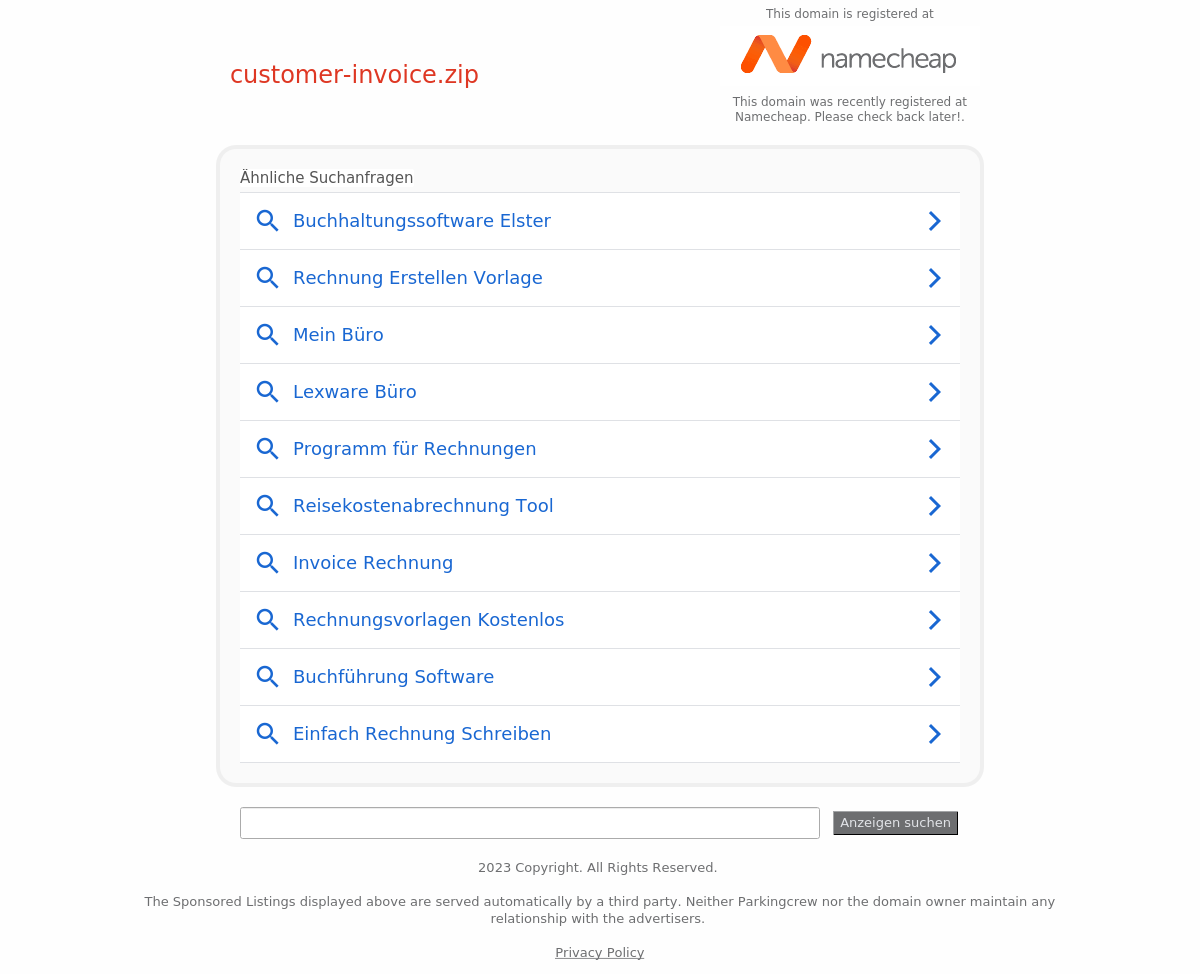 This domain is registered at
namecheap
customer-invoice.zip
This domain was recently registered at
Namecheap. Please check back later!.
Ähnliche Suchanfragen
Buchhaltungssoftware Elster
Rechnung Erstellen Vorlage
Mein Büro
Lexware Büro
Programm für Rechnungen
Reisekostenabrechnung Tool
Invoice Rechnung
Rechnungsvorlagen Kostenlos
Buchführung Software
Einfach Rechnung Schreiben
Anzeigen suchen
2023 Copyright. All Rights Reserved.
The Sponsored Listings displayed above are served automatically by a third party. Neither Parkingcrew nor the domain owner maintain any
relationship with the advertisers.
Privacy Policy